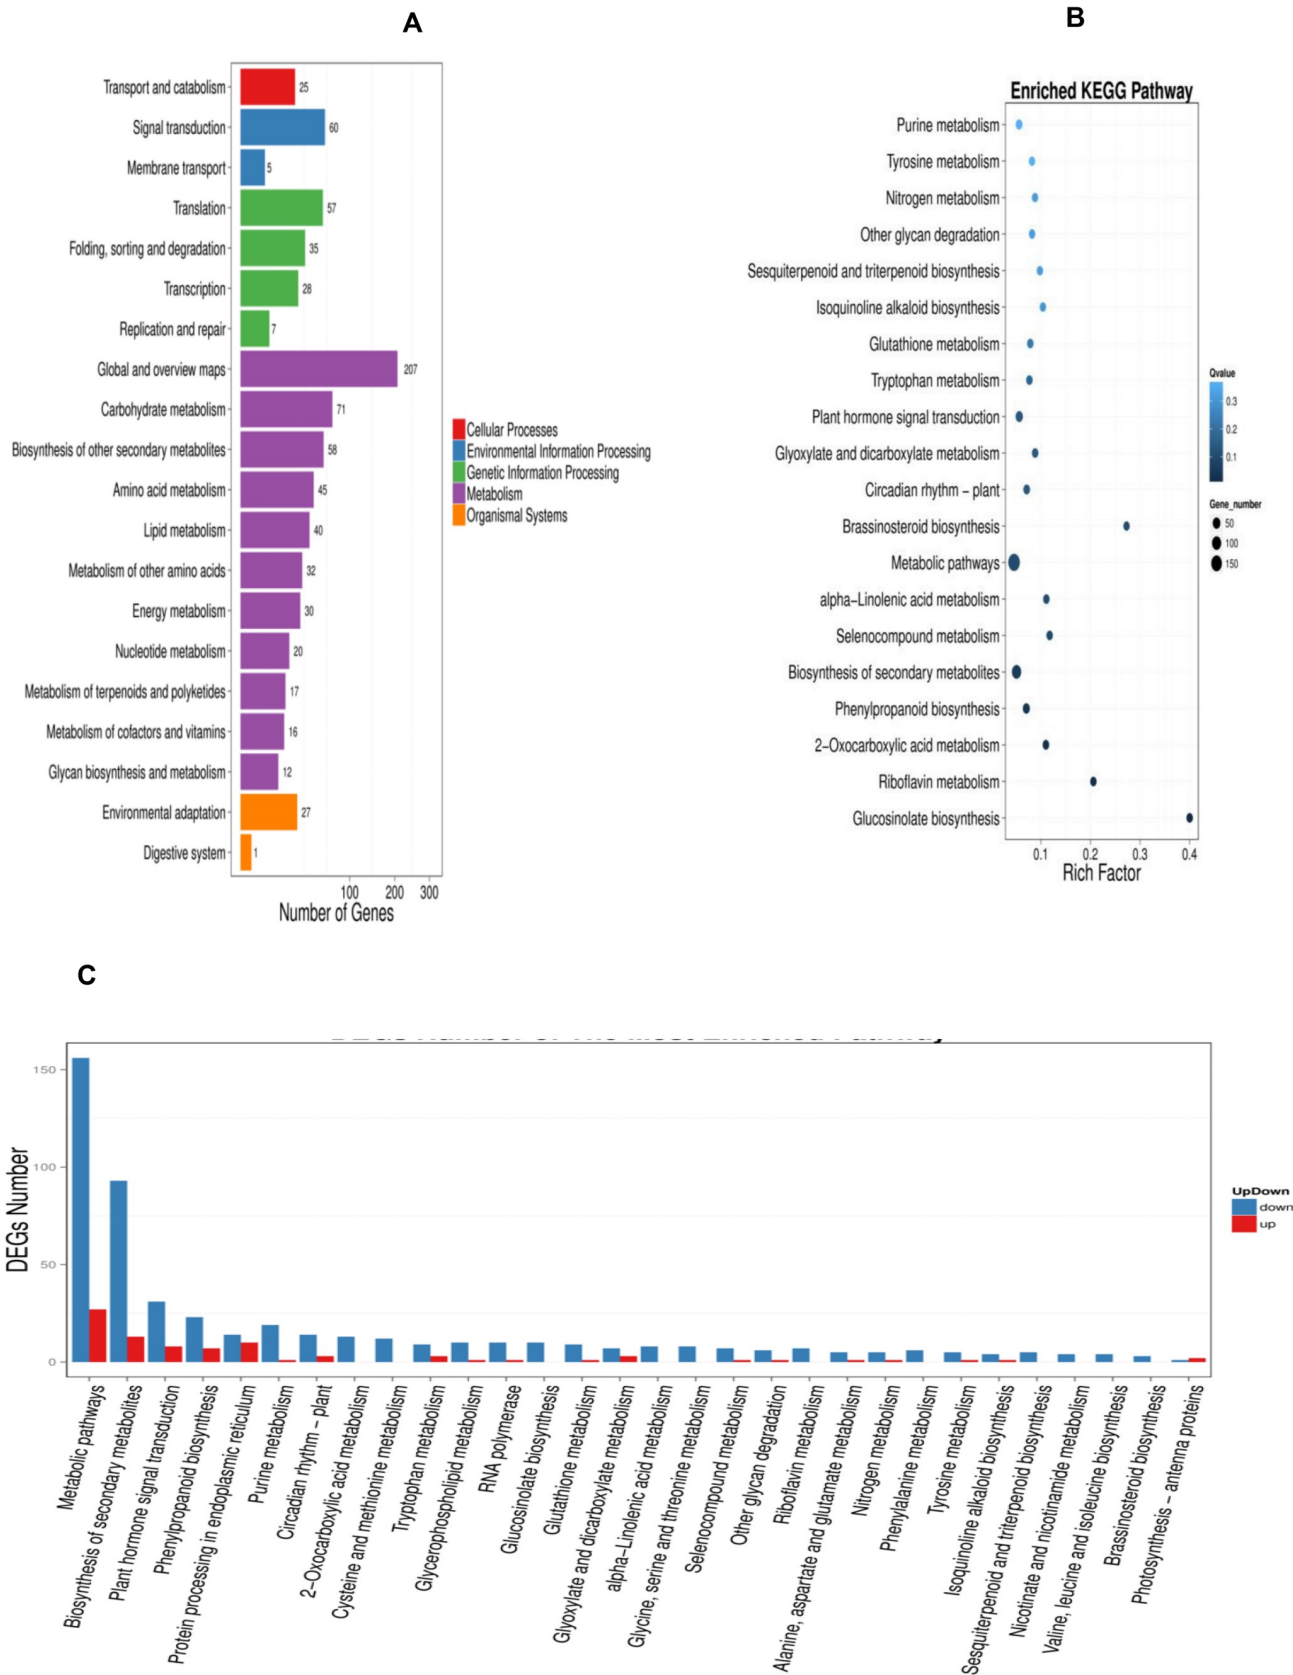 A
Transport and catabolism 25
Signal transduction 60
Membrane transport 5
Translation 57
Folding, sorting and degradation 35
Transcription 28
Replication and repair 7
Global and overview maps 207
Carbohydrate metabolism 71
Biosynthesis of other secondary metabolites 58
Amino acid metabolism 45
Lipid metabolism 40
Metabolism of other amino acids 32
Energy metabolism 30
Nucleotide metabolism 20
Metabolism of terpenoids and polyketides 17
Metabolism of cofactors and vitamins 16
Glycan biosynthesis and metabolism 12
Environmental adaptation 27
Digestive system 1
100 200 300
Number of Genes
Cellular Processes
Environmental Information Processing
Genetic Information Processing
Metabolism
Organismal Systems
B
Enriched KEGG Pathway
Purine metabolism
Tyrosine metabolism
Nitrogen metabolism
Other glycan degradation
Sesquiterpenoid and triterpenoid biosynthesis
Isoquinoline alkaloid biosynthesis
Glutathione metabolism
Tryptophan metabolism
Plant hormone signal transduction
Glyoxylate and dicarboxylate metabolism
Circadian rhythm − plant
Brassinosteroid biosynthesis
Metabolic pathways
alpha−Linolenic acid metabolism
Selenocompound metabolism
Biosynthesis of secondary metabolites
Phenylpropanoid biosynthesis
2−Oxocarboxylic acid metabolism
Riboflavin metabolism
Glucosinolate biosynthesis
0.1 0.2 0.3 0.4
Rich Factor
Qvalue
0.3
0.2
0.1
Gene_number
50
100
150
C
DEGs Number of The Most Enriched Pathway
DEGs Number
150
100
50
0
Metabolic pathways
Biosynthesis of secondary metabolites
Plant hormone signal transduction
Phenylpropanoid biosynthesis
Protein processing in endoplasmic reticulum
Purine metabolism
Circadian rhythm − plant
2−Oxocarboxylic acid metabolism
Cysteine and methionine metabolism
Tryptophan metabolism
Glycerophospholipid metabolism
RNA polymerase
Glucosinolate biosynthesis
Glutathione metabolism
Glyoxylate and dicarboxylate metabolism
alpha−Linolenic acid metabolism
Glycine, serine and threonine metabolism
Selenocompound metabolism
Other glycan degradation
Riboflavin metabolism
Alanine, aspartate and glutamate metabolism
Nitrogen metabolism
Phenylalanine metabolism
Tyrosine metabolism
Isoquinoline alkaloid biosynthesis
Sesquiterpenoid and triterpenoid biosynthesis
Nicotinate and nicotinamide metabolism
Valine, leucine and isoleucine biosynthesis
Brassinosteroid biosynthesis
Photosynthesis − antenna proteins
UpDown
down
up